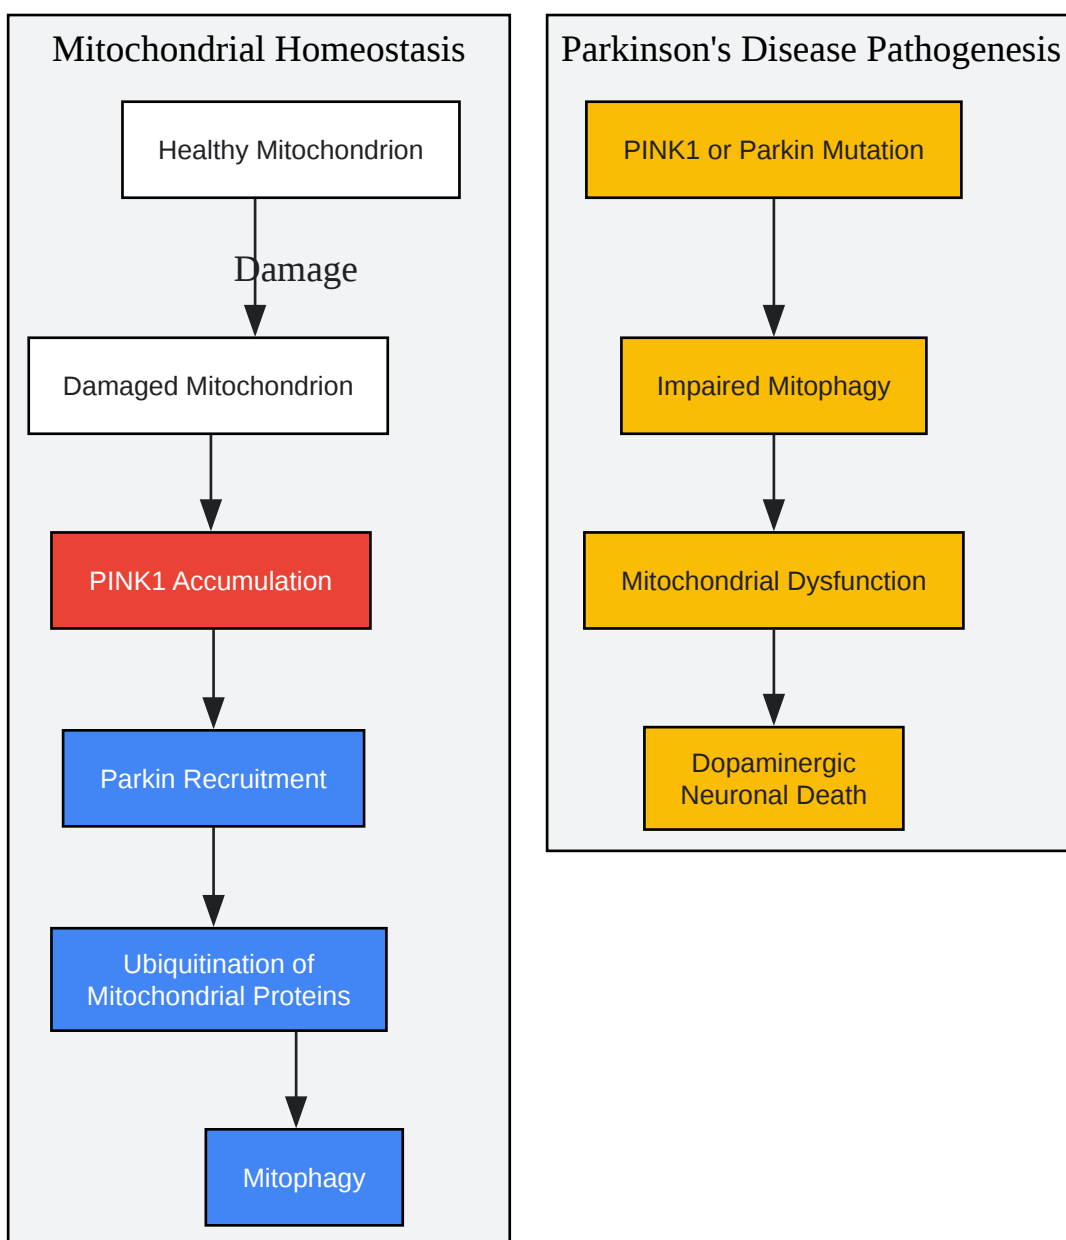 Mitochondrial Homeostasis
Healthy Mitochondrion
Damage
Damaged Mitochondrion
PINK1 Accumulation
Parkin Recruitment
Ubiquitination of
Mitochondrial Proteins
Mitophagy
Parkinson's Disease Pathogenesis
PINK1 or Parkin Mutation
Impaired Mitophagy
Mitochondrial Dysfunction
Dopaminergic
Neuronal Death